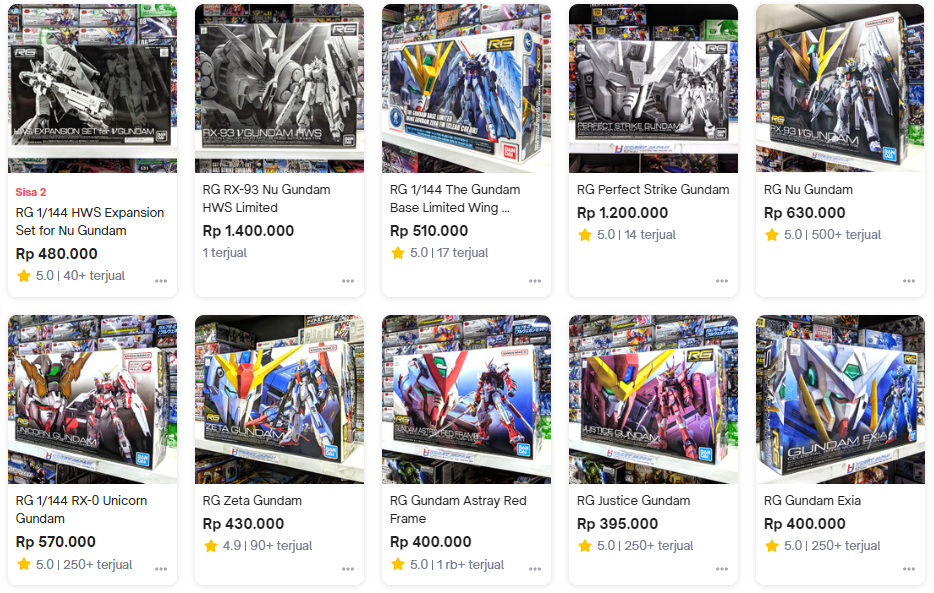 RG
HWS EXPANSION SET for νGUNDAM
RG
RX-93 νGUNDAM HWS
RG
RG
PERFECT STRIKE GUNDAM
RG
RX-93 νGUNDAM
BANDAI
Sisa 2
RG 1/144 HWS Expansion
Set for Nu Gundam
Rp 480.000
5.0 | 40+ terjual
RG RX-93 Nu Gundam
HWS Limited
Rp 1.400.000
1 terjual
RG 1/144 The Gundam
Base Limited Wing ...
Rp 510.000
5.0 | 17 terjual
RG Perfect Strike Gundam
Rp 1.200.000
5.0 | 14 terjual
RG Nu Gundam
Rp 630.000
5.0 | 500+ terjual
RG
UNICORN GUNDAM
BANDAI
RG
ZETA GUNDAM
BANDAI
RG
GUNDAM ASTRAY RED FRAME
BANDAI
RG
JUSTICE GUNDAM
BANDAI
RG
GUNDAM EXIA
RG 1/144 RX-0 Unicorn
Gundam
Rp 570.000
5.0 | 250+ terjual
RG Zeta Gundam
Rp 430.000
4.9 | 90+ terjual
RG Gundam Astray Red
Frame
Rp 400.000
5.0 | 1 rb+ terjual
RG Justice Gundam
Rp 395.000
5.0 | 250+ terjual
RG Gundam Exia
Rp 400.000
5.0 | 250+ terjual